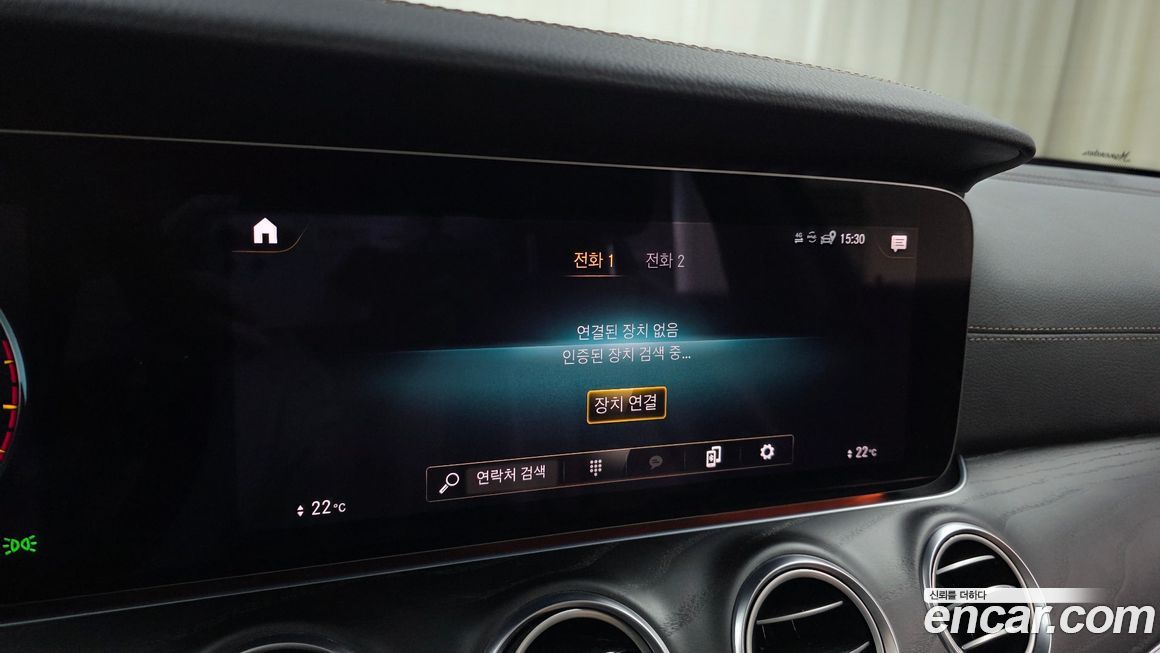 15:30
전화 1 전화 2
연결된 장치 없음
인증된 장치 검색 중...
장치 연결
연락처 검색
22°C
22°C
신뢰를 더하다
encar.com